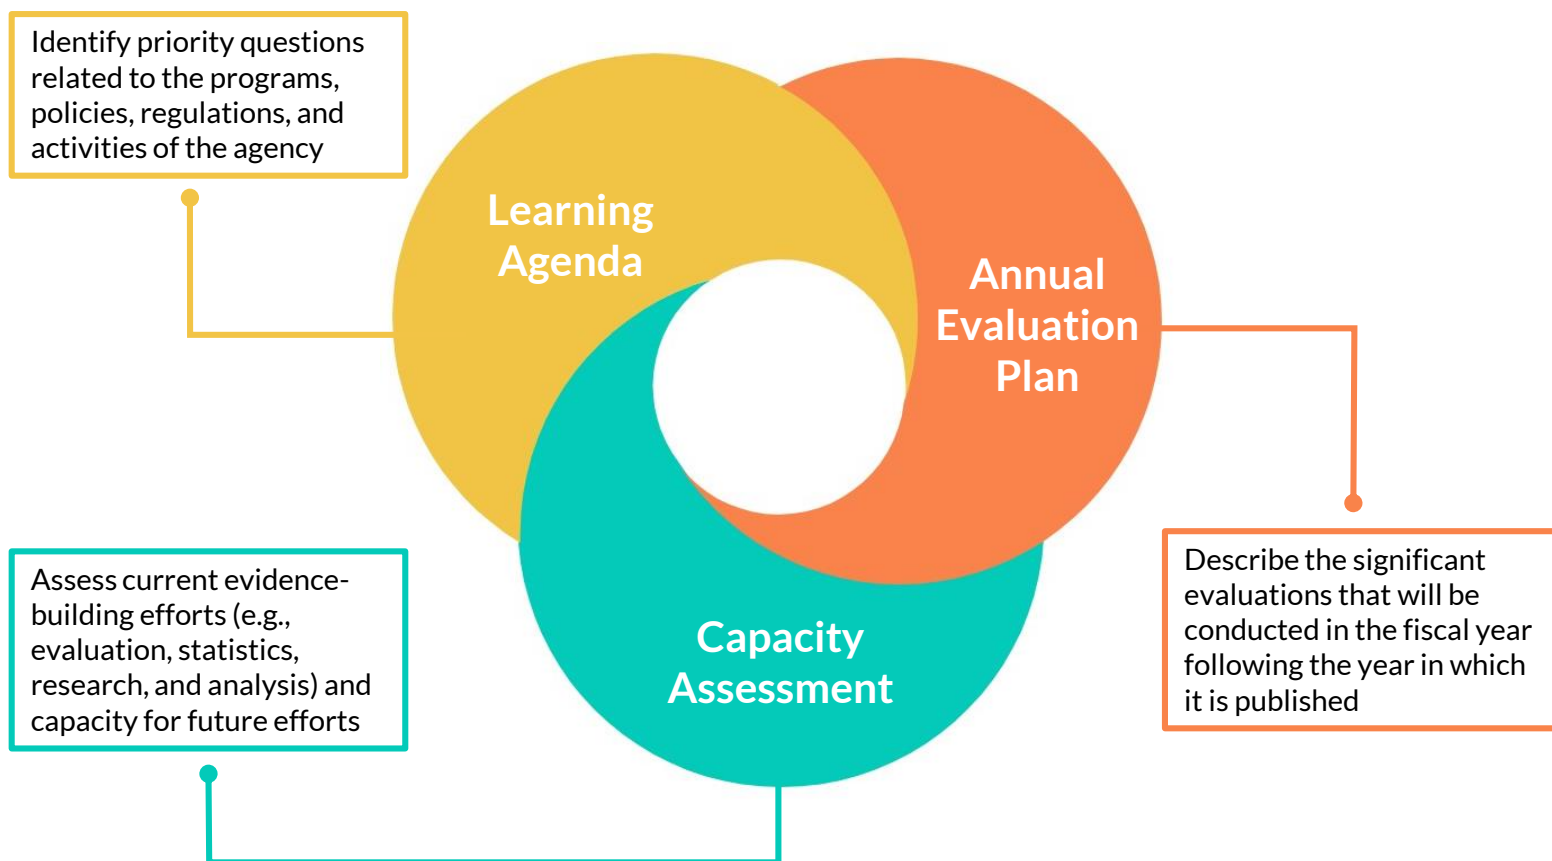 Identify priority questions
related to the programs,
policies, regulations, and
activities of the agency
Learning
Agenda
Annual
Evaluation
Plan
Assess current evidence-
building efforts (e.g.,
evaluation, statistics,
research, and analysis) and
capacity for future efforts
Capacity
Assessment
Describe the significant
evaluations that will be
conducted in the fiscal year
following the year in which
it is published